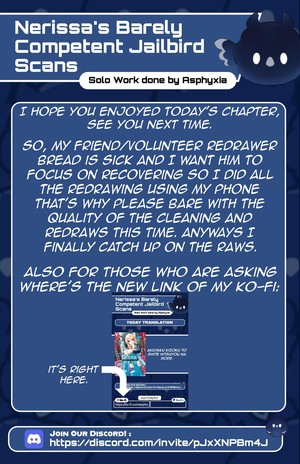 Nerissa's Barely
Competent Jailbird
Scans
Solo Work done by Asphyxia
I HOPE YOU ENJOYED TODAY'S CHAPTER,
SEE YOU NEXT TIME.
SO, MY FRIEND/VOLUNTEER REDRAWER
BREAD IS SICK AND I WANT HIM TO
FOCUS ON RECOVERING SO I DID ALL
THE REDRAWING USING MY PHONE
THAT'S WHY PLEASE BARE WITH THE
QUALITY OF THE CLEANING AND
REDRAWS THIS TIME. ANYWAYS I
FINALLY CATCH UP ON THE RAWS.
ALSO FOR THOSE WHO ARE ASKING
WHERE'S THE NEW LINK OF MY KO-FI:
Nerissa's Barely
Competent Jailbird
Scans
TODAY TRANSLATION
IT'S RIGHT
HERE.
Join Our Discord! :
https://discord.com/invite/pJxXNPBm4J